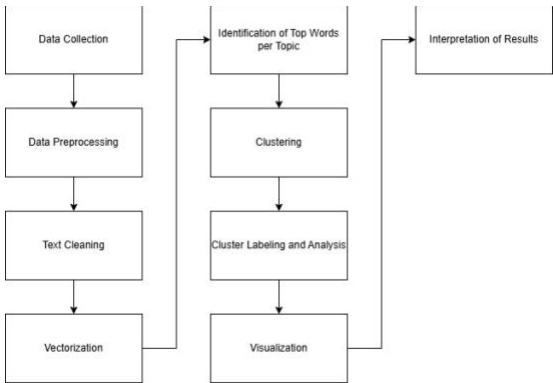 Data Collection
Data Preprocessing
Text Cleaning
Vectorization
Identification of Top Words
per Topic
Clustering
Cluster Labeling and Analysis
Visualization
Interpretation of Results